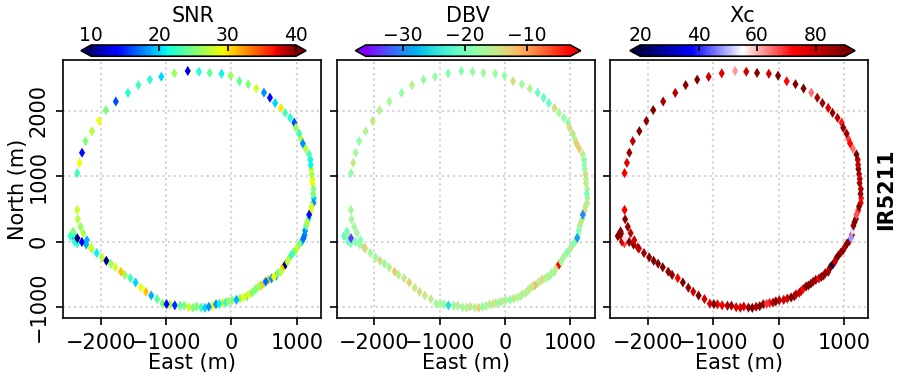 SNR
10 20 30 40
DBV
−30 −20 −10
Xc
20 40 60 80
North (m)
2000
1000
0
−1000
−2000 −1000 0 1000
East (m)
−2000 −1000 0 1000
East (m)
−2000 −1000 0 1000
East (m)
IR5211